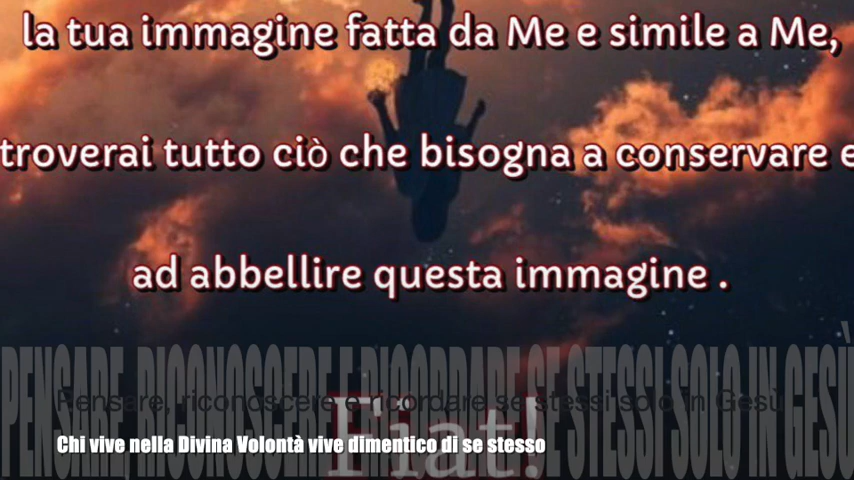 la tua immagine fatta da Me e simile a Me,
troverai tutto ciò che bisogna a conservare e
ad abbellire questa immagine .
PENSARE, RICONOSCERE E RICORDARE SE STESSI SOLO IN GESÙ
Pensare, riconoscere e ricordare se stessi solo in Gesù
Fiat!
Chi vive nella Divina Volontà vive dimentico di se stesso